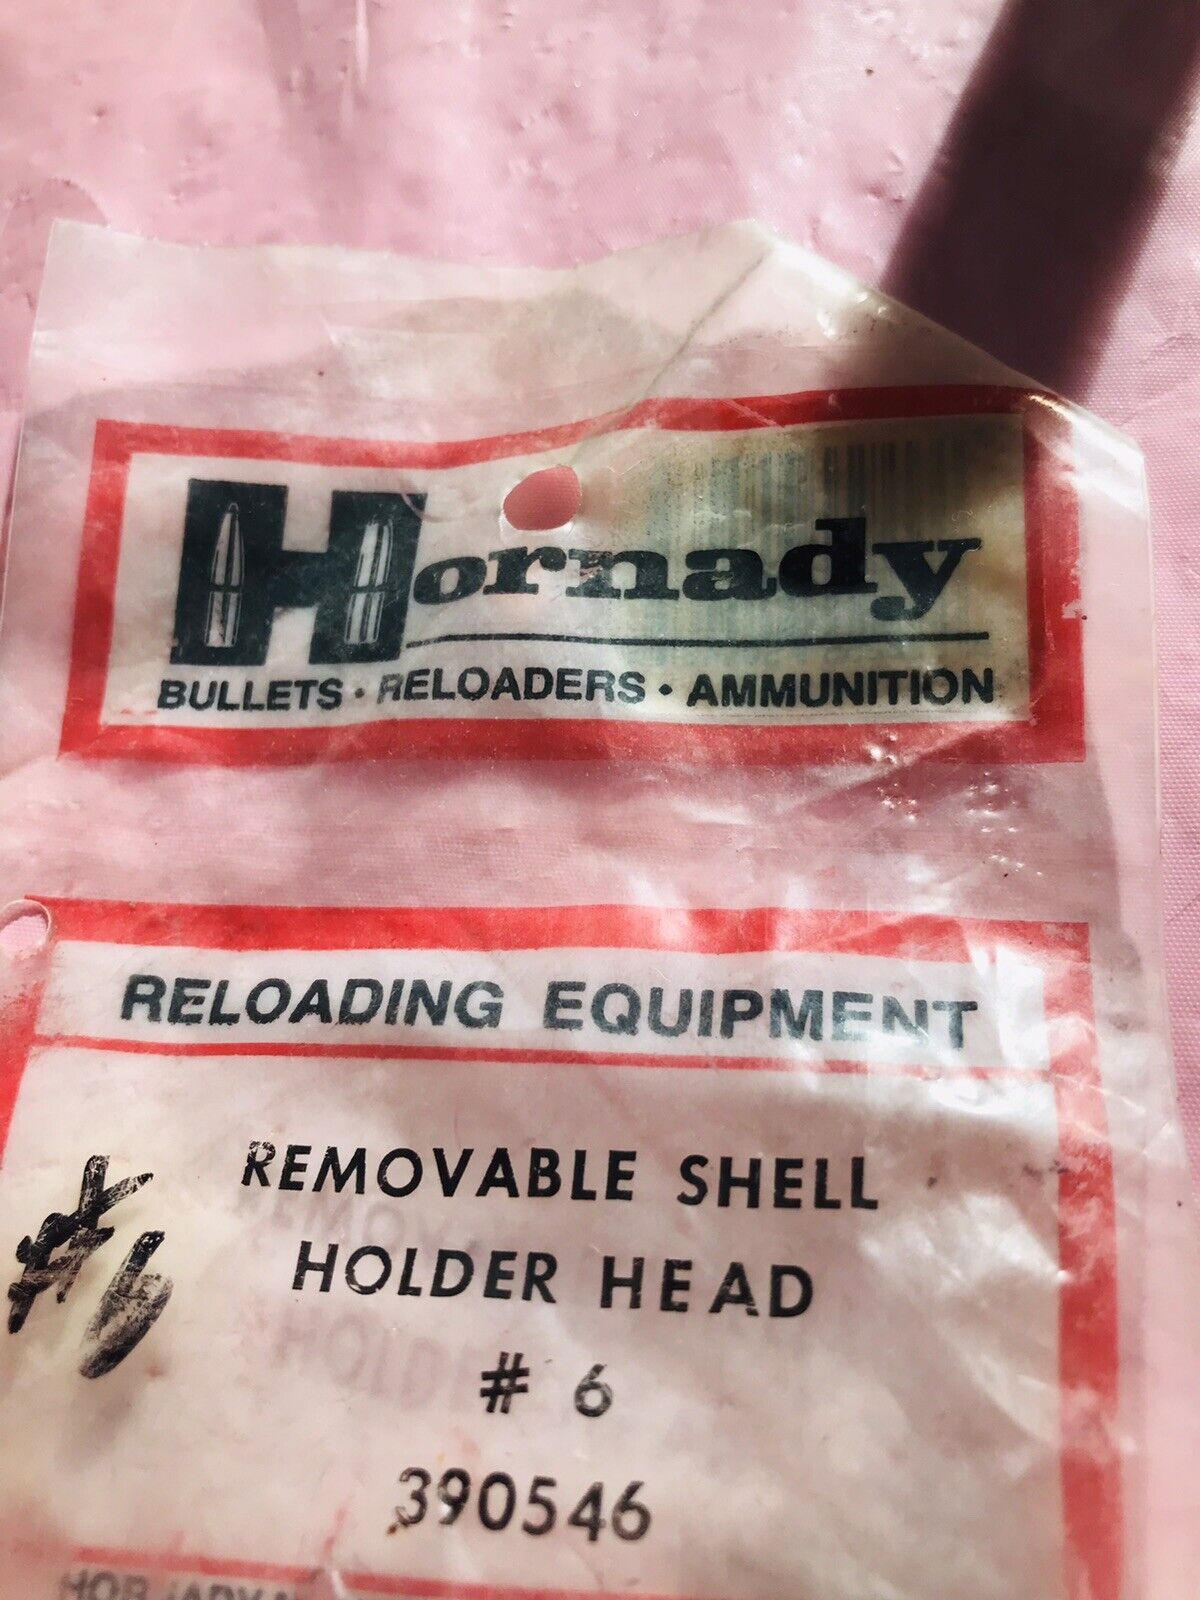 Hornady
BULLETS · RELOADERS · AMMUNITION
RELOADING EQUIPMENT
REMOVABLE SHELL
HOLDER HEAD
#6
# 6
390546